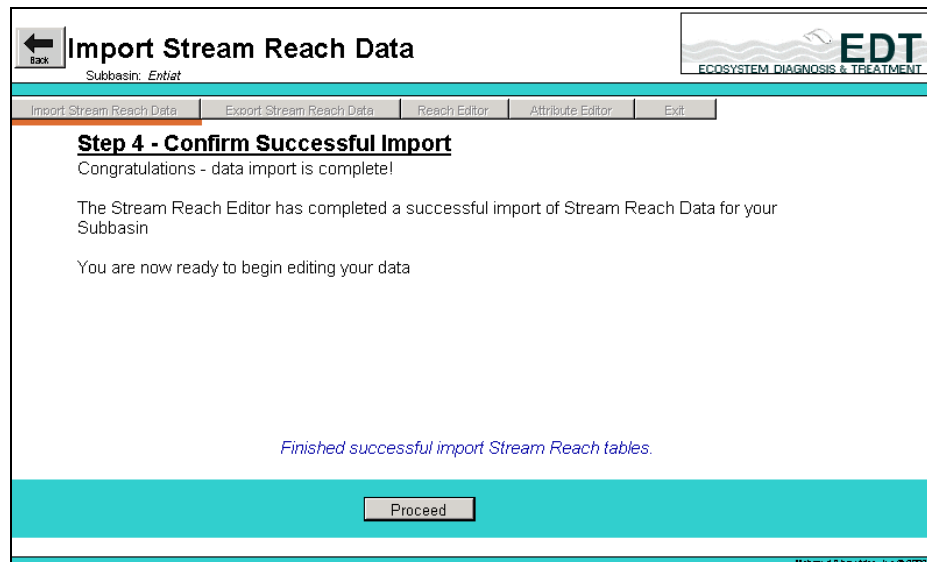 Back
Import Stream Reach Data
Subbasin: Entiat
EDT
ECOSYSTEM DIAGNOSIS & TREATMENT
Import Stream Reach Data
Export Stream Reach Data
Reach Editor
Attribute Editor
Exit
Step 4 - Confirm Successful Import
Congratulations - data import is complete!
The Stream Reach Editor has completed a successful import of Stream Reach Data for your
Subbasin
You are now ready to begin editing your data
Finished successful import Stream Reach tables.
Proceed